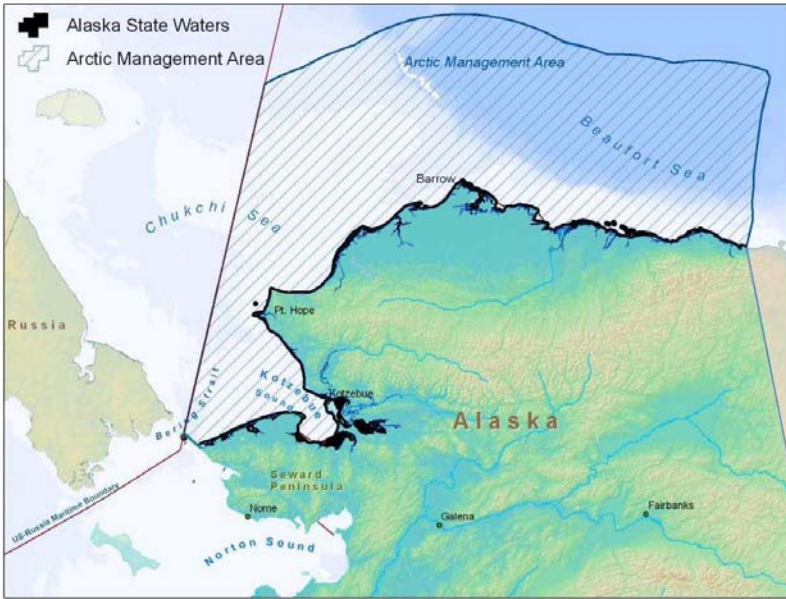 Alaska State Waters
Arctic Management Area
Arctic Management Area
Beaufort Sea
Barrow
Chukchi Sea
Pt. Hope
Russia
Kotzebue
Kotzebue
Sound
Bering Strait
Alaska
Seward
Peninsula
US-Russia Maritime Boundary
Nome
Galena
Fairbanks
Norton Sound